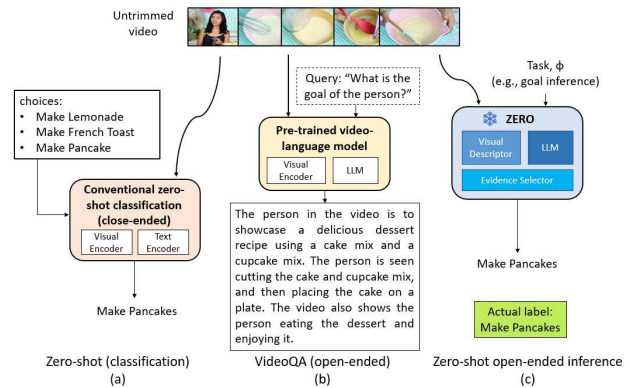 Untrimmed
video
choices:
• Make Lemonade
• Make French Toast
• Make Pancake
Conventional zero-
shot classification
(close-ended)
Visual
Encoder
Text
Encoder
Make Pancakes
Zero-shot (classification)
(a)
Query: “What is the
goal of the person?”
Pre-trained video-
language model
Visual
Encoder
LLM
The person in the video is to
showcase a delicious dessert
recipe using a cake mix and a
cupcake mix. The person is seen
cutting the cake and cupcake mix,
and then placing the cake on a
plate. The video also shows the
person eating the dessert and
enjoying it.
VideoQA (open-ended)
(b)
Task, ϕ
(e.g., goal inference)
ZERO
Visual
Descriptor
LLM
Evidence Selector
Make Pancakes
Actual label:
Make Pancakes
Zero-shot open-ended inference
(c)